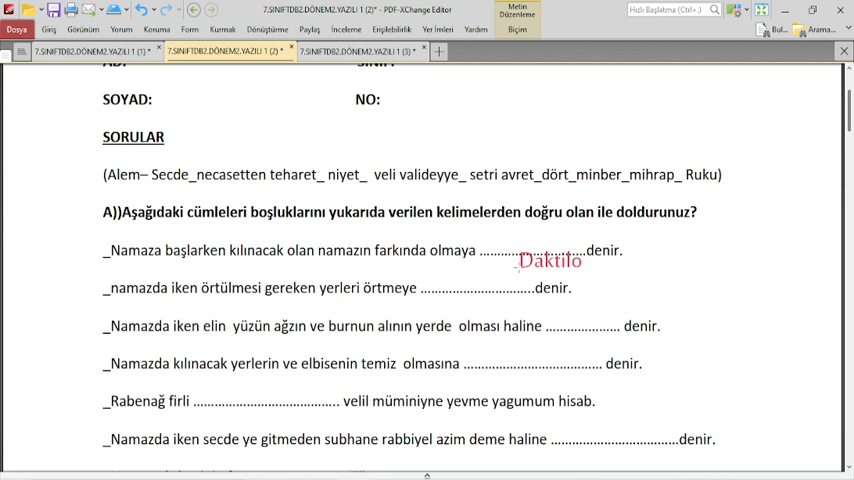 7.SINIFTDB2.DÖNEM2.YAZILI 1 (2)* - PDF-XChange Editor
Metin Düzenleme
Hızlı Başlatma (Ctrl+.)
Dosya Giriş Görünüm Yorum Koruma Form Kurmak Dönüştürme Paylaş İnceleme Erişilebilirlik Yer İmleri Yardım Biçim
Bul... Arama...
7.SINIFTDB2.DÖNEM2.YAZILI 1 (1) * 7.SINIFTDB2.DÖNEM2.YAZILI 1 (2) * 7.SINIFTDB2.DÖNEM2.YAZILI 1 (3) *
SOYAD: NO:
SORULAR
(Alem– Secde_necasetten teharet_ niyet_ veli valideyye_ setri avret_dört_minber_mihrap_ Ruku)
A))Aşağıdaki cümleleri boşluklarını yukarıda verilen kelimelerden doğru olan ile doldurunuz?
_Namaza başlarken kılınacak olan namazın farkında olmaya ……………………….denir.
Daktilo
_namazda iken örtülmesi gereken yerleri örtmeye ………………………..denir.
_Namazda iken elin yüzün ağzın ve burnun alının yerde olması haline ………………… denir.
_Namazda kılınacak yerlerin ve elbisenin temiz olmasına ……………………………… denir.
_Rabenağ firli ……………………………….. velil müminiyne yevme yagumum hisab.
_Namazda iken secde ye gitmeden subhane rabbiyel azim deme haline ……………………………denir.